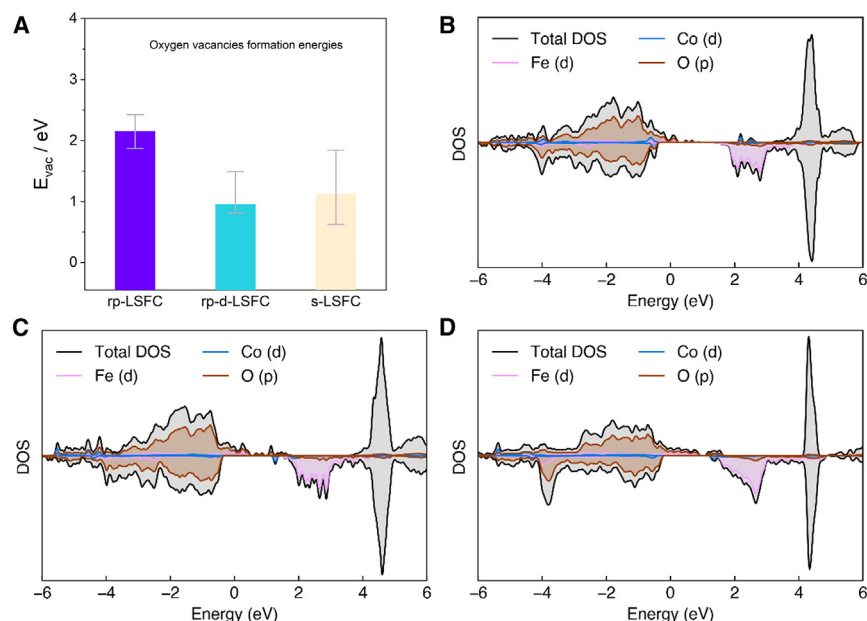 A
Oxygen vacancies formation energies
4
3
2
1
0
E_vac / eV
rp-LSFC rp-d-LSFC s-LSFC
B
Total DOS Co (d)
Fe (d) O (p)
DOS
−6 −4 −2 0 2 4 6
Energy (eV)
C
Total DOS Co (d)
Fe (d) O (p)
DOS
−6 −4 −2 0 2 4 6
Energy (eV)
D
Total DOS Co (d)
Fe (d) O (p)
DOS
−6 −4 −2 0 2 4 6
Energy (eV)